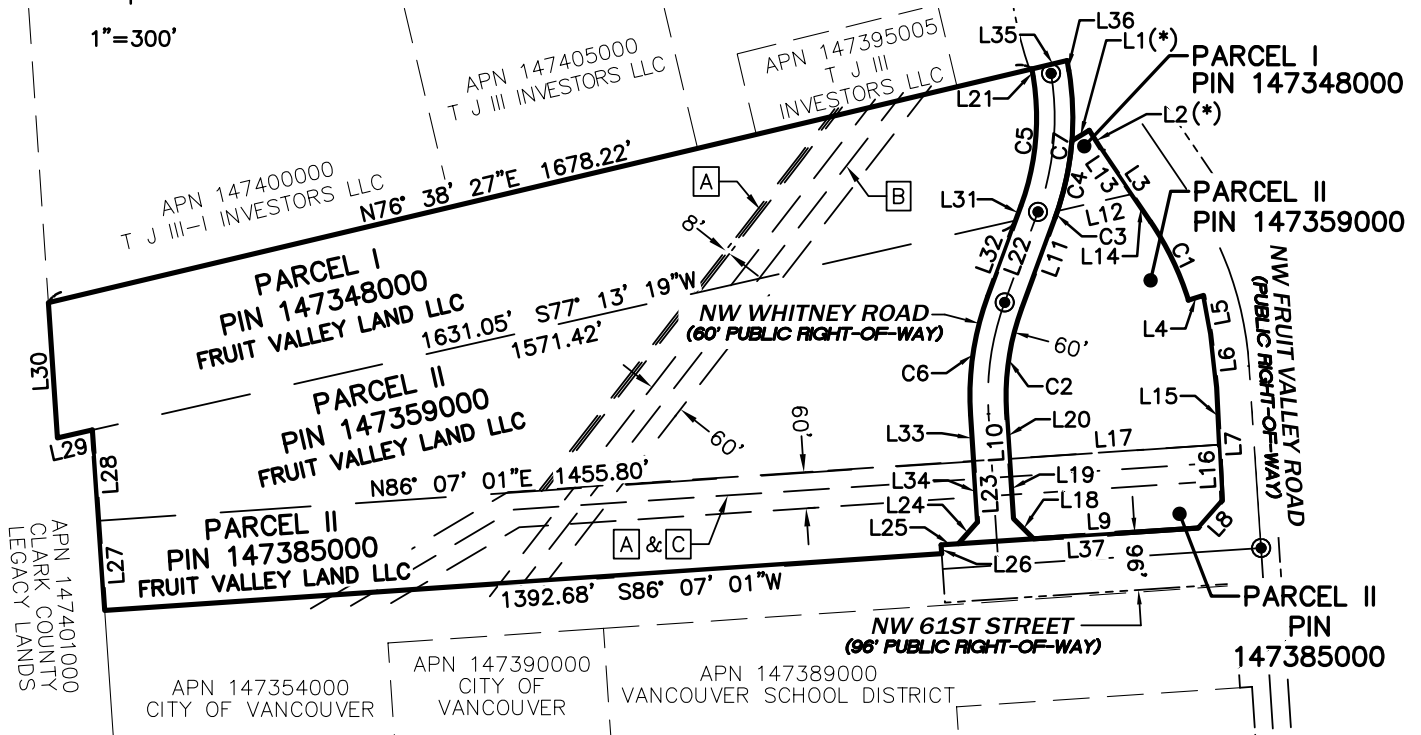 1"=300'
APN 147405000
T J III INVESTORS LLC
APN 147395005
T J III
INVESTORS LLC
L35
L36
L1(*)
PARCEL I
PIN 147348000
L21
L2(*)
C5
C7
L13
L3
C4
A
B
APN 147400000
T J III-I INVESTORS LLC
N76° 38' 27"E 1678.22'
PARCEL II
PIN 147359000
L31
L12
C3
8'
L32
L22
L11
L14
C1
PARCEL I
PIN 147348000
FRUIT VALLEY LAND LLC
1631.05' S77° 13' 19"W
1571.42'
NW WHITNEY ROAD
(60' PUBLIC RIGHT-OF-WAY)
NW FRUIT VALLEY ROAD
(PUBLIC RIGHT-OF-WAY)
L4
L5
L6
60'
L30
C6
C2
L15
PARCEL II
PIN 147359000
FRUIT VALLEY LAND LLC
60'
60'
L29
L28
L33
L10
L20
L17
L7
N86° 07' 01"E 1455.80'
L34
L23
L19
L16
L24
L18
L25
L9
L8
PARCEL II
PIN 147385000
FRUIT VALLEY LAND LLC
A & C
L27
L26
L37
96'
1392.68' S86° 07' 01"W
APN 147401000
CLARK COUNTY
LEGACY LANDS
NW 61ST STREET
(96' PUBLIC RIGHT-OF-WAY)
PARCEL II
PIN
147385000
APN 147354000
CITY OF VANCOUVER
APN 147390000
CITY OF
VANCOUVER
APN 147389000
VANCOUVER SCHOOL DISTRICT